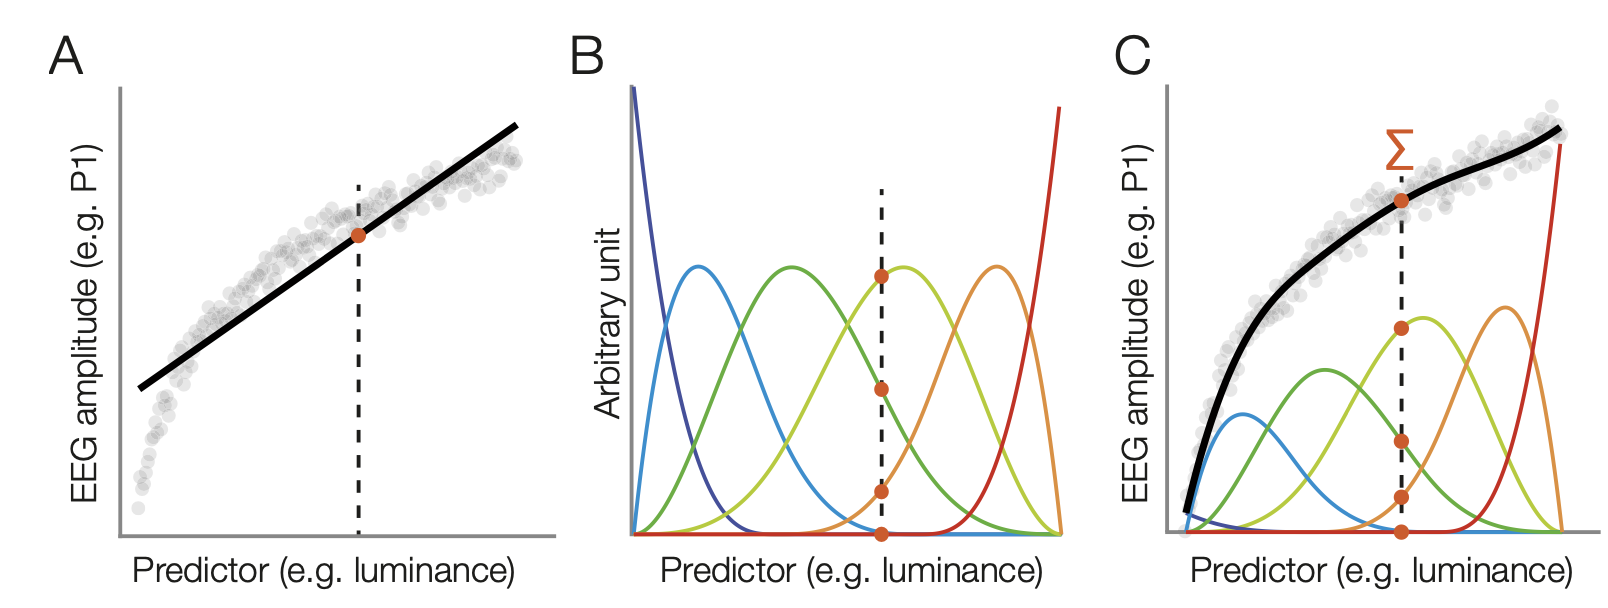 A
EEG amplitude (e.g. P1)
Predictor (e.g. luminance)
B
Arbitrary unit
Predictor (e.g. luminance)
C
EEG amplitude (e.g. P1)
Σ
Predictor (e.g. luminance)